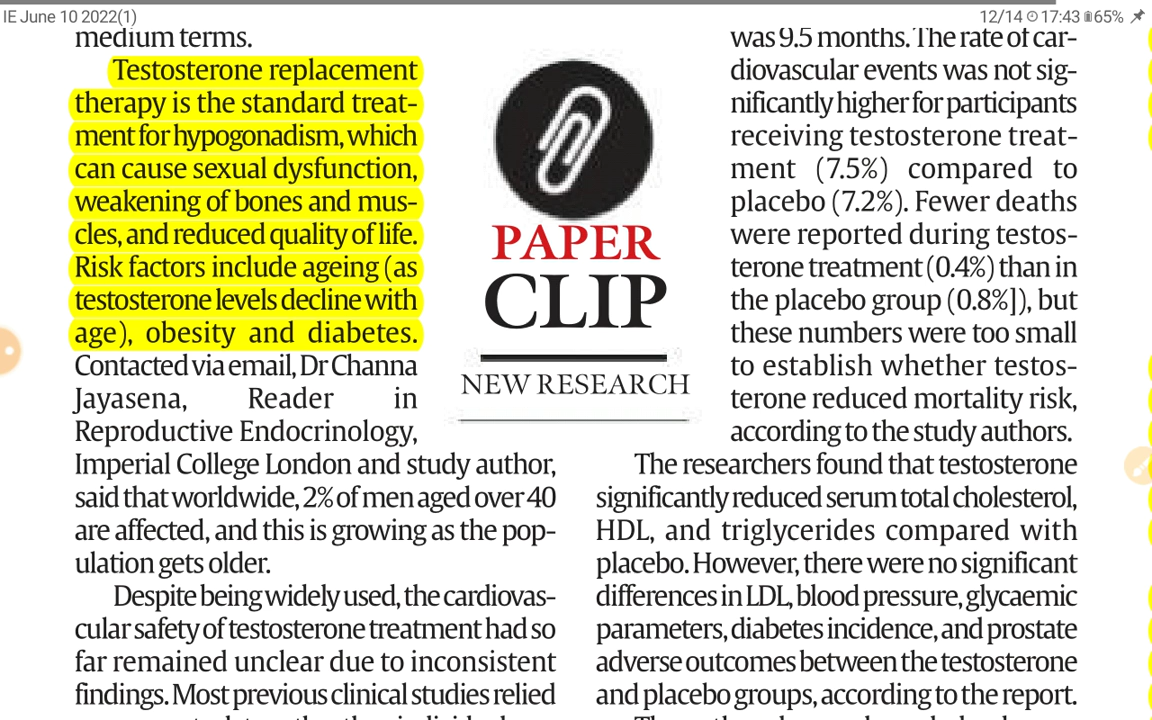 IE June 10 2022(1)
12/14 17:43 65%
medium terms.
Testosterone replacement
therapy is the standard treat-
ment for hypogonadism, which
can cause sexual dysfunction,
weakening of bones and mus-
cles, and reduced quality of life.
Risk factors include ageing (as
testosterone levels decline with
age), obesity and diabetes.
Contacted via email, Dr Channa
Jayasena, Reader in
Reproductive Endocrinology,
Imperial College London and study author,
said that worldwide, 2% of men aged over 40
are affected, and this is growing as the pop-
ulation gets older.
Despite being widely used, the cardiovas-
cular safety of testosterone treatment had so
far remained unclear due to inconsistent
findings. Most previous clinical studies relied
PAPER
CLIP
NEW RESEARCH
was 9.5 months. The rate of car-
diovascular events was not sig-
nificantly higher for participants
receiving testosterone treat-
ment (7.5%) compared to
placebo (7.2%). Fewer deaths
were reported during testos-
terone treatment (0.4%) than in
the placebo group (0.8%]), but
these numbers were too small
to establish whether testos-
terone reduced mortality risk,
according to the study authors.
The researchers found that testosterone
significantly reduced serum total cholesterol,
HDL, and triglycerides compared with
placebo. However, there were no significant
differences in LDL, blood pressure, glycaemic
parameters, diabetes incidence, and prostate
adverse outcomes between the testosterone
and placebo groups, according to the report.